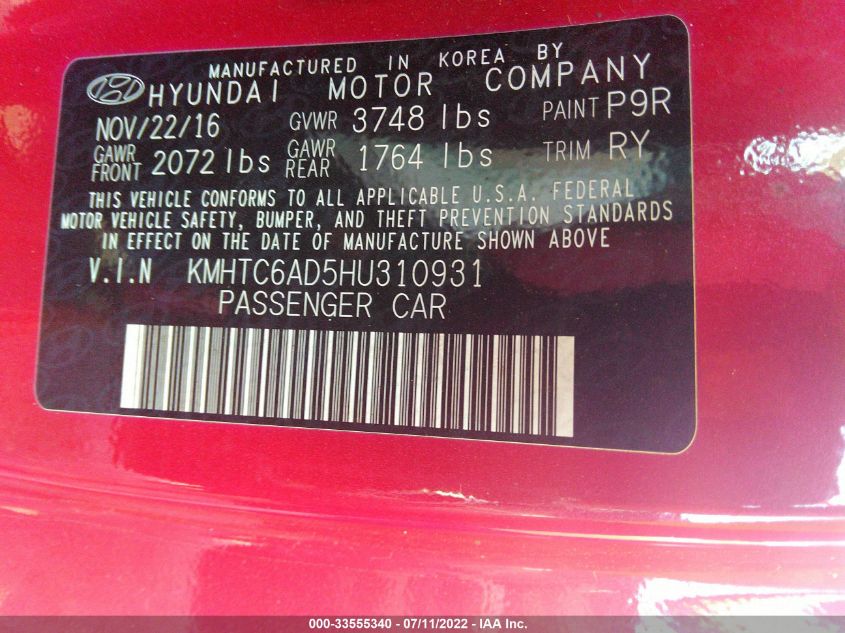 MANUFACTURED IN KOREA BY
HYUNDAI MOTOR COMPANY
NOV/22/16 GVWR 3748 lbs PAINT P9R
GAWR FRONT 2072 lbs GAWR REAR 1764 lbs TRIM RY
THIS VEHICLE CONFORMS TO ALL APPLICABLE U.S.A. FEDERAL
MOTOR VEHICLE SAFETY, BUMPER, AND THEFT PREVENTION STANDARDS
IN EFFECT ON THE DATE OF MANUFACTURE SHOWN ABOVE
V.I.N KMHTC6AD5HU310931
PASSENGER CAR
000-33555340 - 07/11/2022 - IAA Inc.